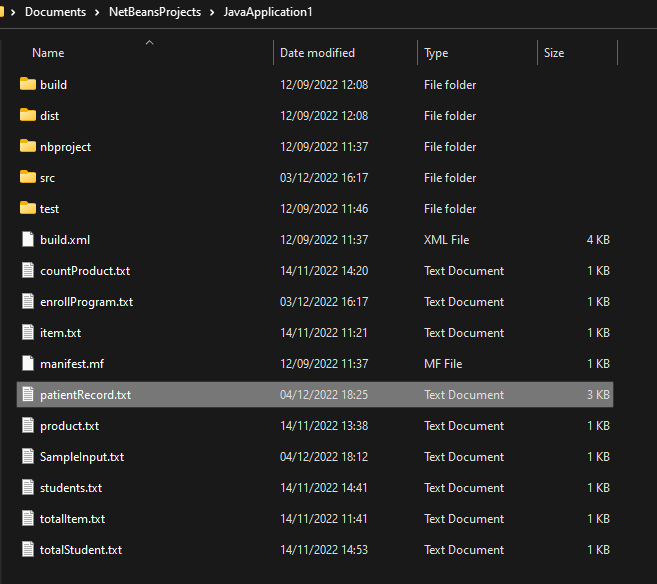 Documents > NetBeansProjects > JavaApplication1
Name Date modified Type Size
build 12/09/2022 12:08 File folder
dist 12/09/2022 12:08 File folder
nbproject 12/09/2022 11:37 File folder
src 03/12/2022 16:17 File folder
test 12/09/2022 11:46 File folder
build.xml 12/09/2022 11:37 XML File 4 KB
countProduct.txt 14/11/2022 14:20 Text Document 1 KB
enrollProgram.txt 03/12/2022 16:17 Text Document 1 KB
item.txt 14/11/2022 11:21 Text Document 1 KB
manifest.mf 12/09/2022 11:37 MF File 1 KB
patientRecord.txt 04/12/2022 18:25 Text Document 3 KB
product.txt 14/11/2022 13:38 Text Document 1 KB
SampleInput.txt 04/12/2022 18:12 Text Document 1 KB
students.txt 14/11/2022 14:41 Text Document 1 KB
totalItem.txt 14/11/2022 11:41 Text Document 1 KB
totalStudent.txt 14/11/2022 14:53 Text Document 1 KB